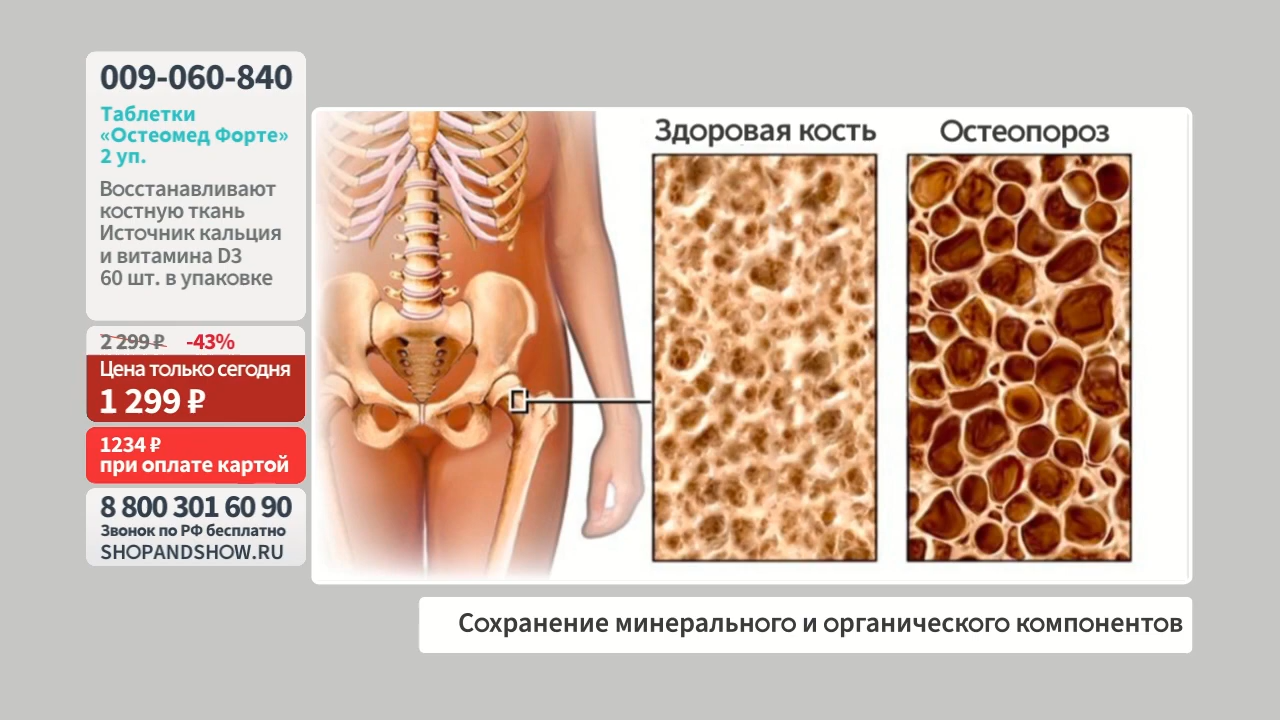 009-060-840
Таблетки
«Остеомед Форте»
2 уп.
Восстанавливают
костную ткань
Источник кальция
и витамина D3
60 шт. в упаковке
2 299 ₽ -43%
Цена только сегодня
1 299 ₽
1234 ₽
при оплате картой
8 800 301 60 90
Звонок по РФ бесплатно
SHOPANDSHOW.RU
Здоровая кость
Остеопороз
Сохранение минерального и органического компонентов